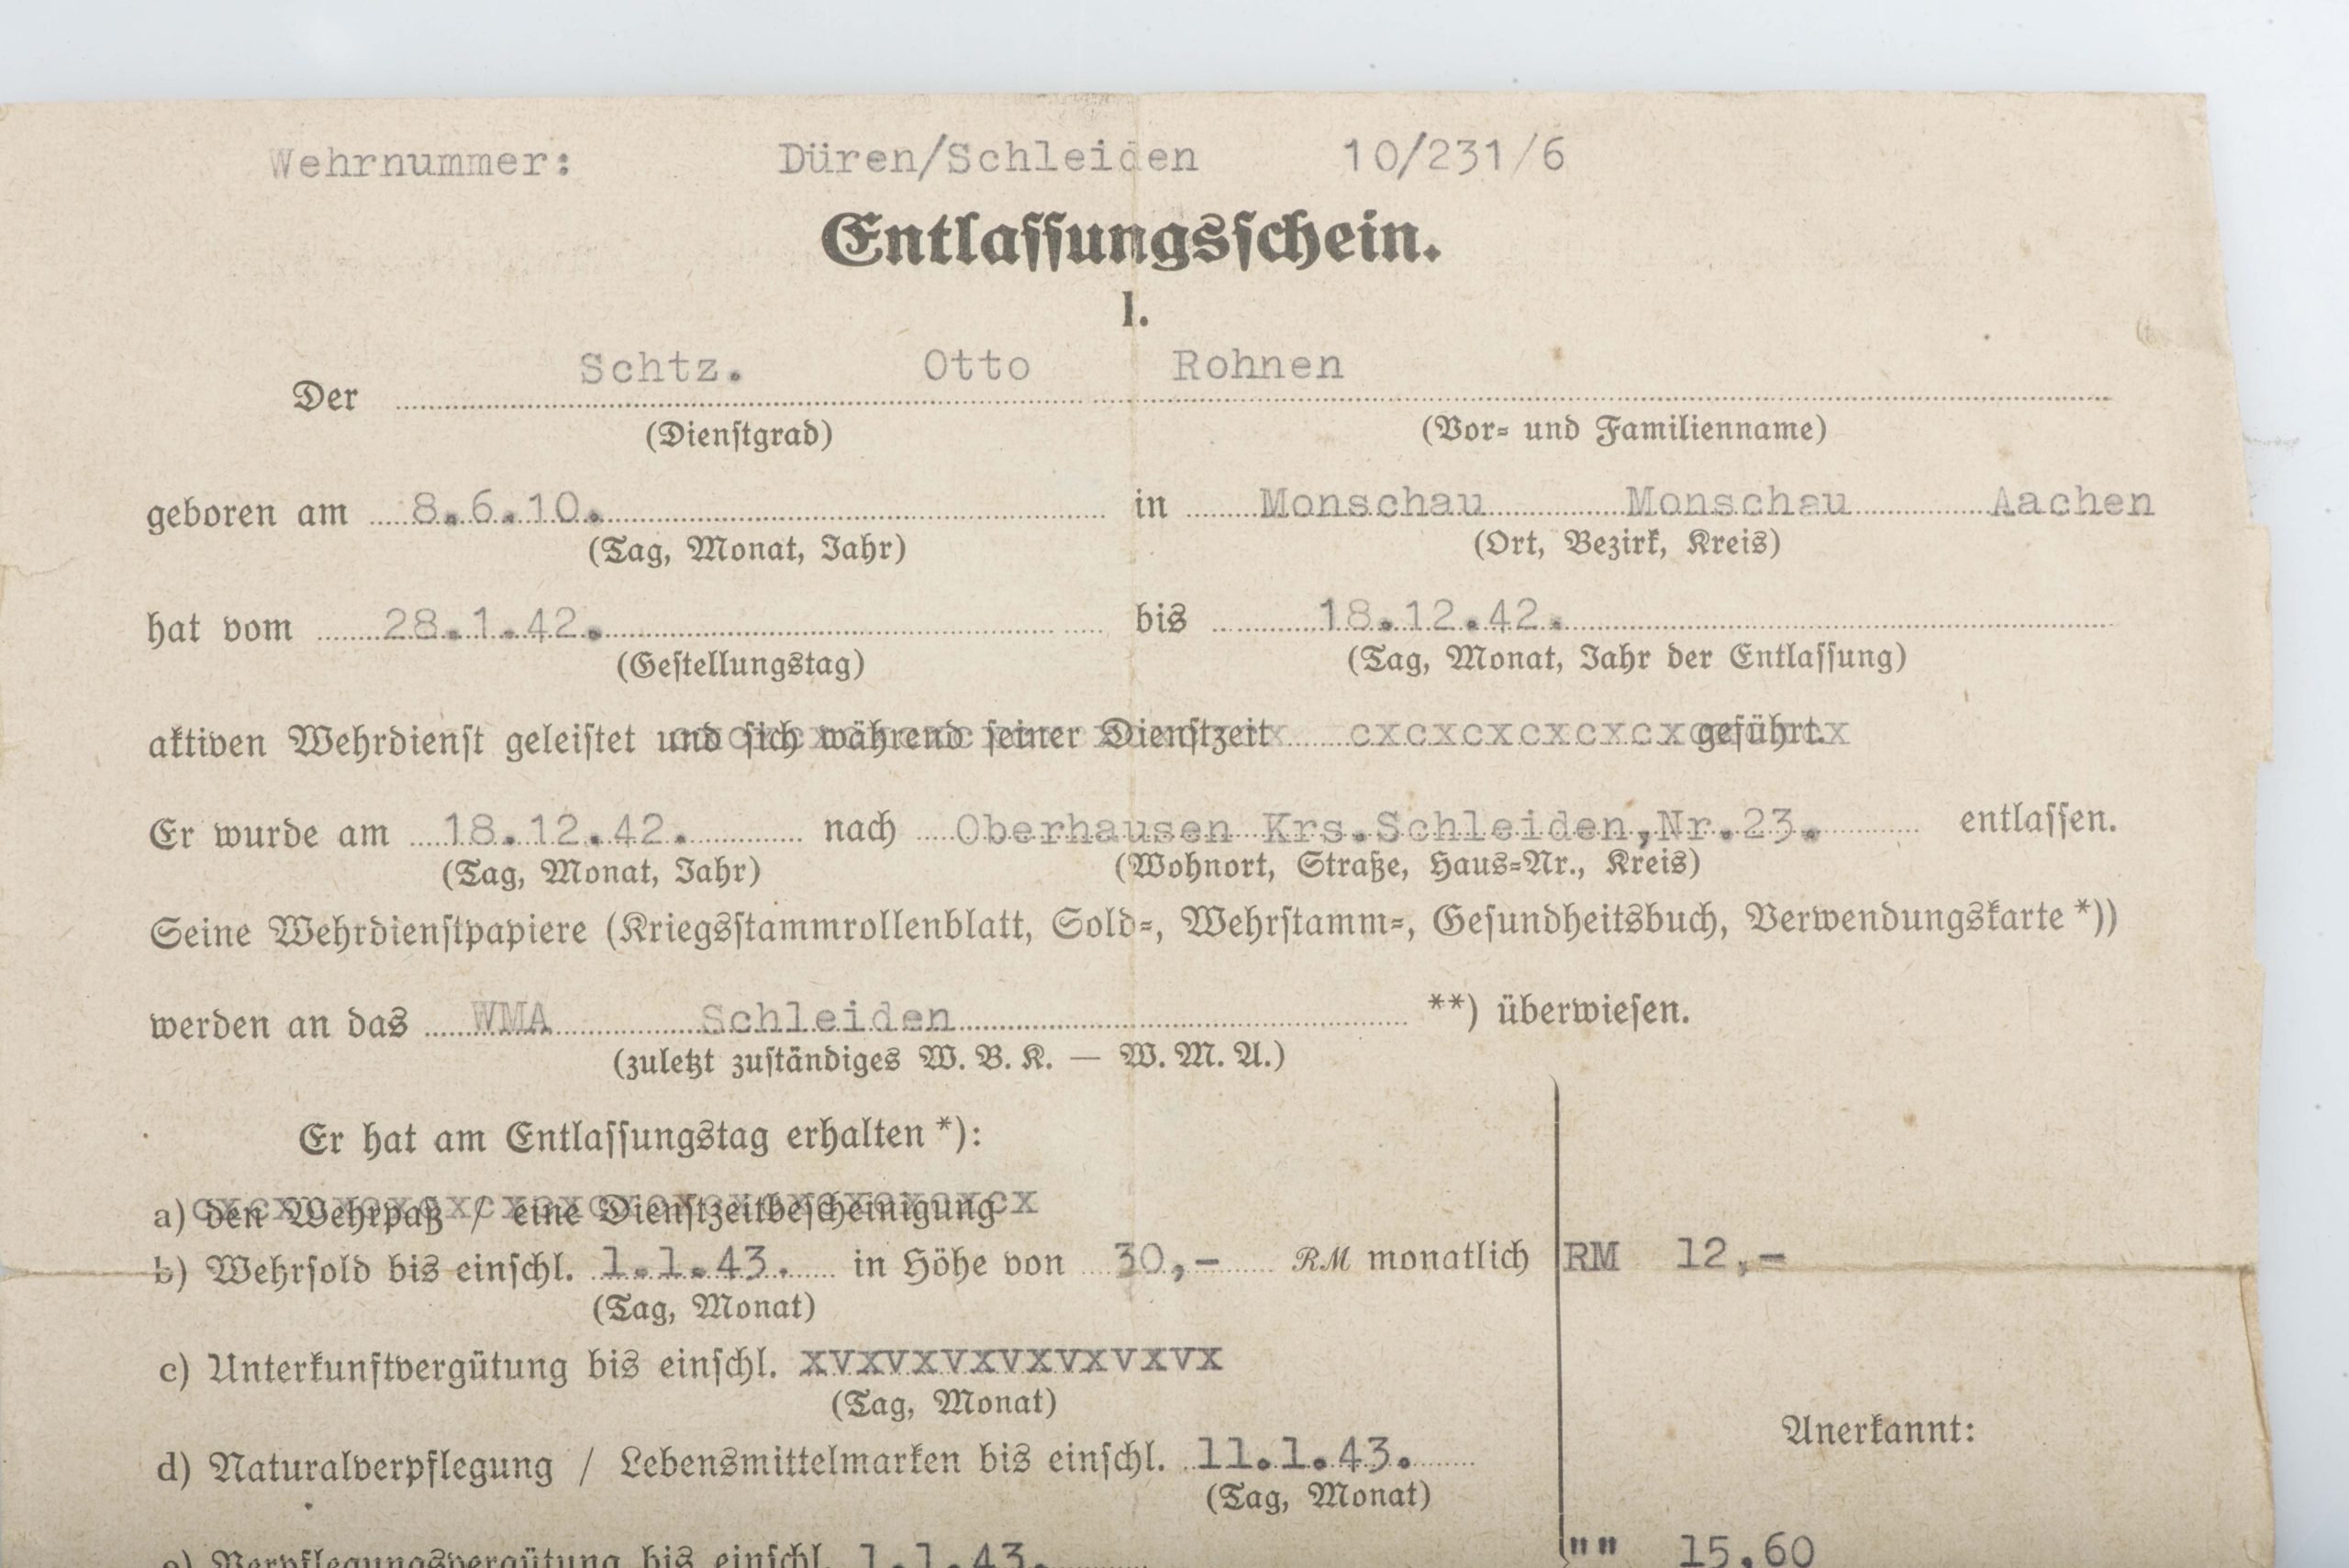 Wehrnummer: Düren/Schleiden 10/231/6
Entlassungsschein.
I.
Der Schtz. Otto Rohnen
(Dienstgrad) (Vor- und Familienname)
geboren am 8.6.10. in Monschau Monschau Aachen
(Tag, Monat, Jahr) (Ort, Bezirk, Kreis)
hat vom 28.1.42. bis 18.12.42.
(Gestellungstag) (Tag, Monat, Jahr der Entlassung)
aktiven Wehrdienst geleistet und sich während seiner Dienstzeit cxcxcxcxcxcx geführt.
Er wurde am 18.12.42. nach Oberhausen Krs.Schleiden,Nr.23. entlassen.
(Tag, Monat, Jahr) (Wohnort, Straße, Haus-Nr., Kreis)
Seine Wehrdienstpapiere (Kriegsstammrollenblatt, Sold-, Wehrstamm-, Gesundheitsbuch, Verwendungskarte *))
werden an das WMA Schleiden **) überwiesen.
(zuletzt zuständiges W. B. K. — W. M. A.)
Er hat am Entlassungstag erhalten *):
a) den Wehrpaß / eine Dienstzeitbescheinigung
b) Wehrsold bis einschl. 1.1.43. in Höhe von 30,- RM monatlich RM 12,-
(Tag, Monat)
c) Unterkunftvergütung bis einschl. xvxvxvxvxvxvxvx
(Tag, Monat)
Anerkannt:
d) Naturalverpflegung / Lebensmittelmarken bis einschl. 11.1.43.
(Tag, Monat)
e) Verpflegungsvergütung bis einschl. 1.1.43. "" 15,60